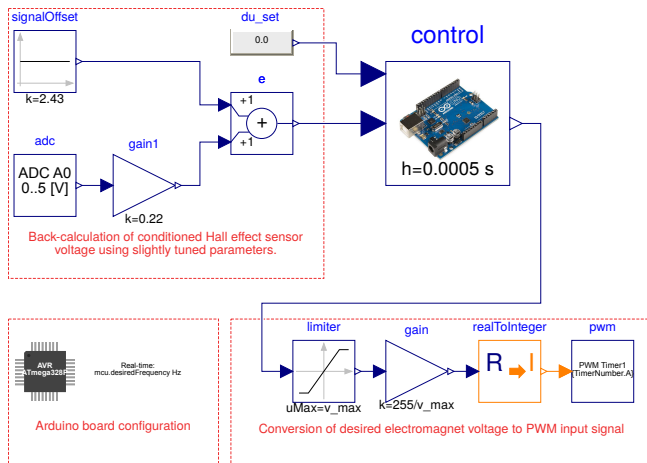 signalOffset
k=2.43
du_set
0.0
control
h=0.0005 s
e
+1
+
+1
adc
ADC A0
0..5 [V]
gain1
k=0.22
Back-calculation of conditioned Hall effect sensor
voltage using slightly tuned parameters.
AVR
ATmega328P
Real-time:
mcu.desiredFrequency Hz
Arduino board configuration
limiter
uMax=v_max
gain
k=255/v_max
realToInteger
R
I
pwm
PWM Timer1
[TimerNumber.A]
Conversion of desired electromagnet voltage to PWM input signal